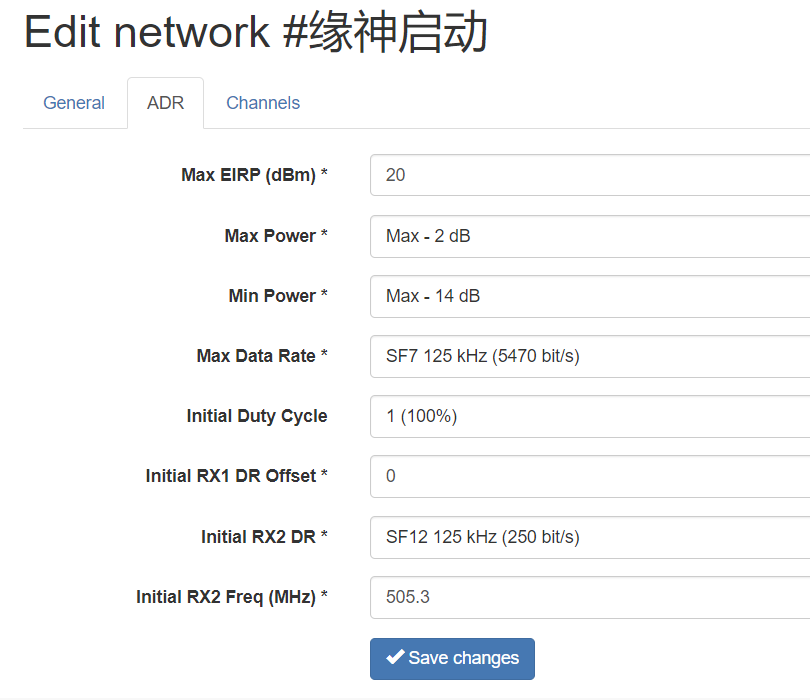 Edit network #缘神启动
General ADR Channels
Max EIRP (dBm) * 20
Max Power * Max - 2 dB
Min Power * Max - 14 dB
Max Data Rate * SF7 125 kHz (5470 bit/s)
Initial Duty Cycle 1 (100%)
Initial RX1 DR Offset * 0
Initial RX2 DR * SF12 125 kHz (250 bit/s)
Initial RX2 Freq (MHz) * 505.3
Save changes